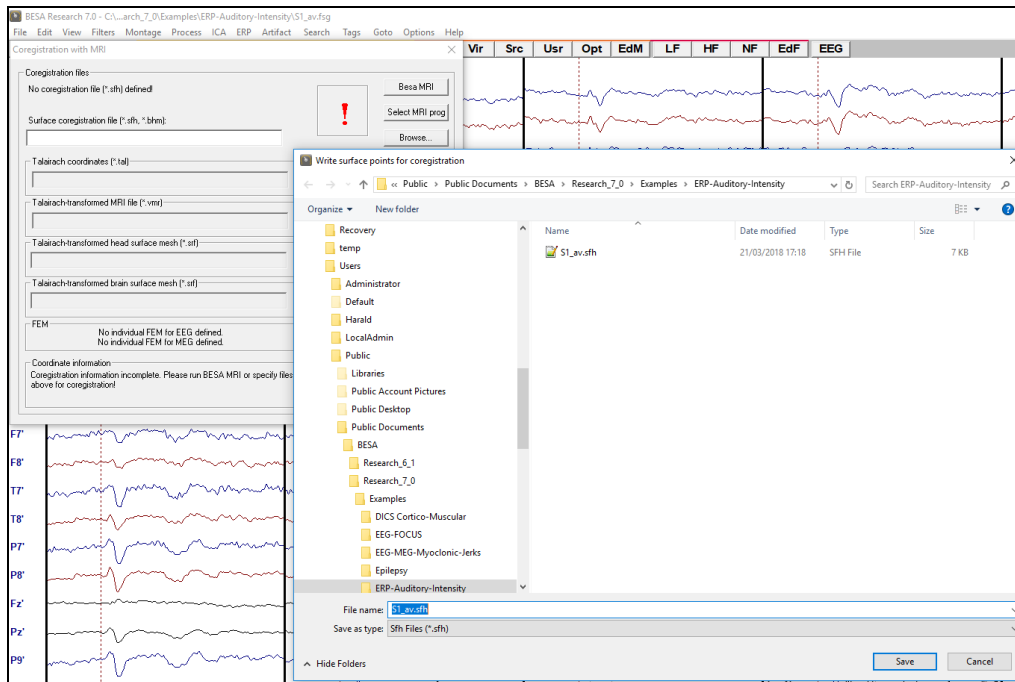 BESA Research 7.0 - C:\...arch_7_0\Examples\ERP-Auditory-Intensity\S1_av.fsg
File Edit View Filters Montage Process ICA ERP Artifact Search Tags Goto Options Help
Coregistration with MRI
Vir Src Usr Opt EdM LF HF NF EdF EEG
Coregistration files
No coregistration file (*.sfh) defined!
Besa MRI
!
Select MRI prog
Surface coregistration file (*.sfh, *.bhm):
Browse...
Talairach coordinates (*.tal)
Talairach-transformed MRI file (*.vmr)
Talairach-transformed head surface mesh (*.srf)
Talairach-transformed brain surface mesh (*.srf)
FEM
No individual FEM for EEG defined.
No individual FEM for MEG defined.
Coordinate information
Coregistration information incomplete. Please run BESA MRI or specify files
above for coregistration!
F7'
F8'
T7'
T8'
P7'
P8'
Fz'
Pz'
P9'
Write surface points for coregistration
« Public > Public Documents > BESA > Research_7_0 > Examples > ERP-Auditory-Intensity
Search ERP-Auditory-Intensity
Organize New folder
?
Name Date modified Type Size
S1_av.sfh 21/03/2018 17:18 SFH File 7 KB
Recovery
temp
Users
Administrator
Default
Harald
LocalAdmin
Public
Libraries
Public Account Pictures
Public Desktop
Public Documents
BESA
Research_6_1
Research_7_0
Examples
DICS Cortico-Muscular
EEG-FOCUS
EEG-MEG-Myoclonic-Jerks
Epilepsy
ERP-Auditory-Intensity
File name: S1_av.sfh
Save as type: Sfh Files (*.sfh)
Hide Folders
Save Cancel